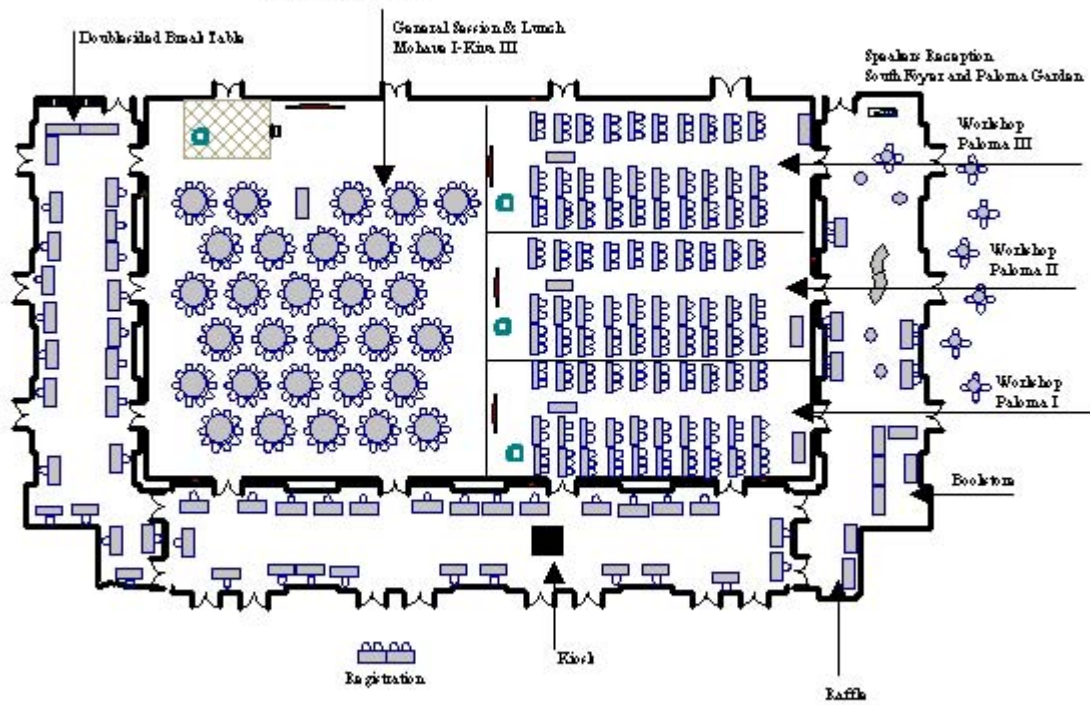 Doublesided Break Table
General Session & Lunch
Mohave I-Kiva III
Speakers Reception
South Foyer and Paloma Garden
Workshop
Paloma III
Workshop
Paloma II
Workshop
Paloma I
Bookstore
Kiosk
Registration
Raffle